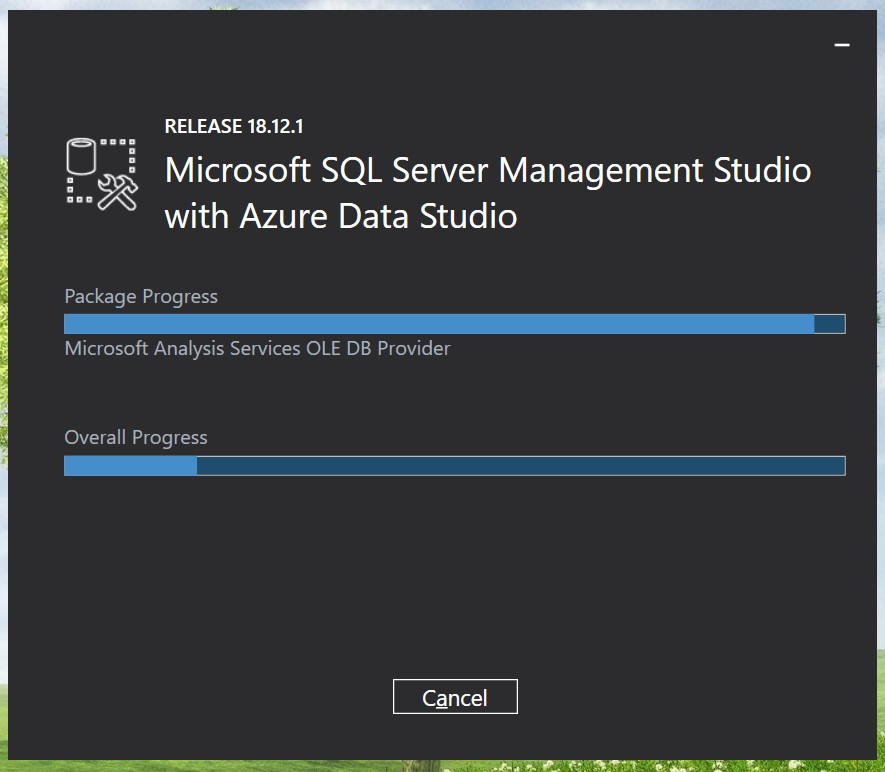 RELEASE 18.12.1
Microsoft SQL Server Management Studio
with Azure Data Studio
Package Progress
Microsoft Analysis Services OLE DB Provider
Overall Progress
Cancel